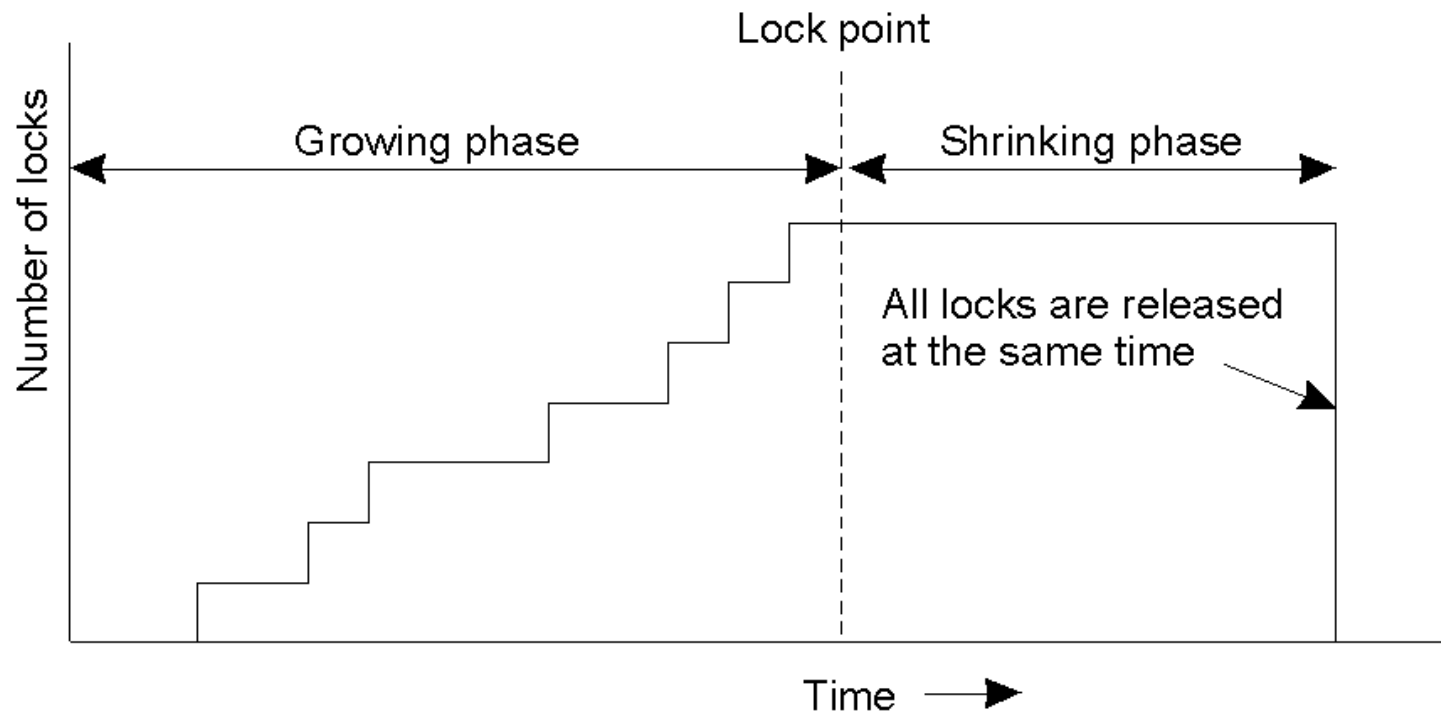 Lock point
Growing phase
Shrinking phase
Number of locks
All locks are released
at the same time
Time